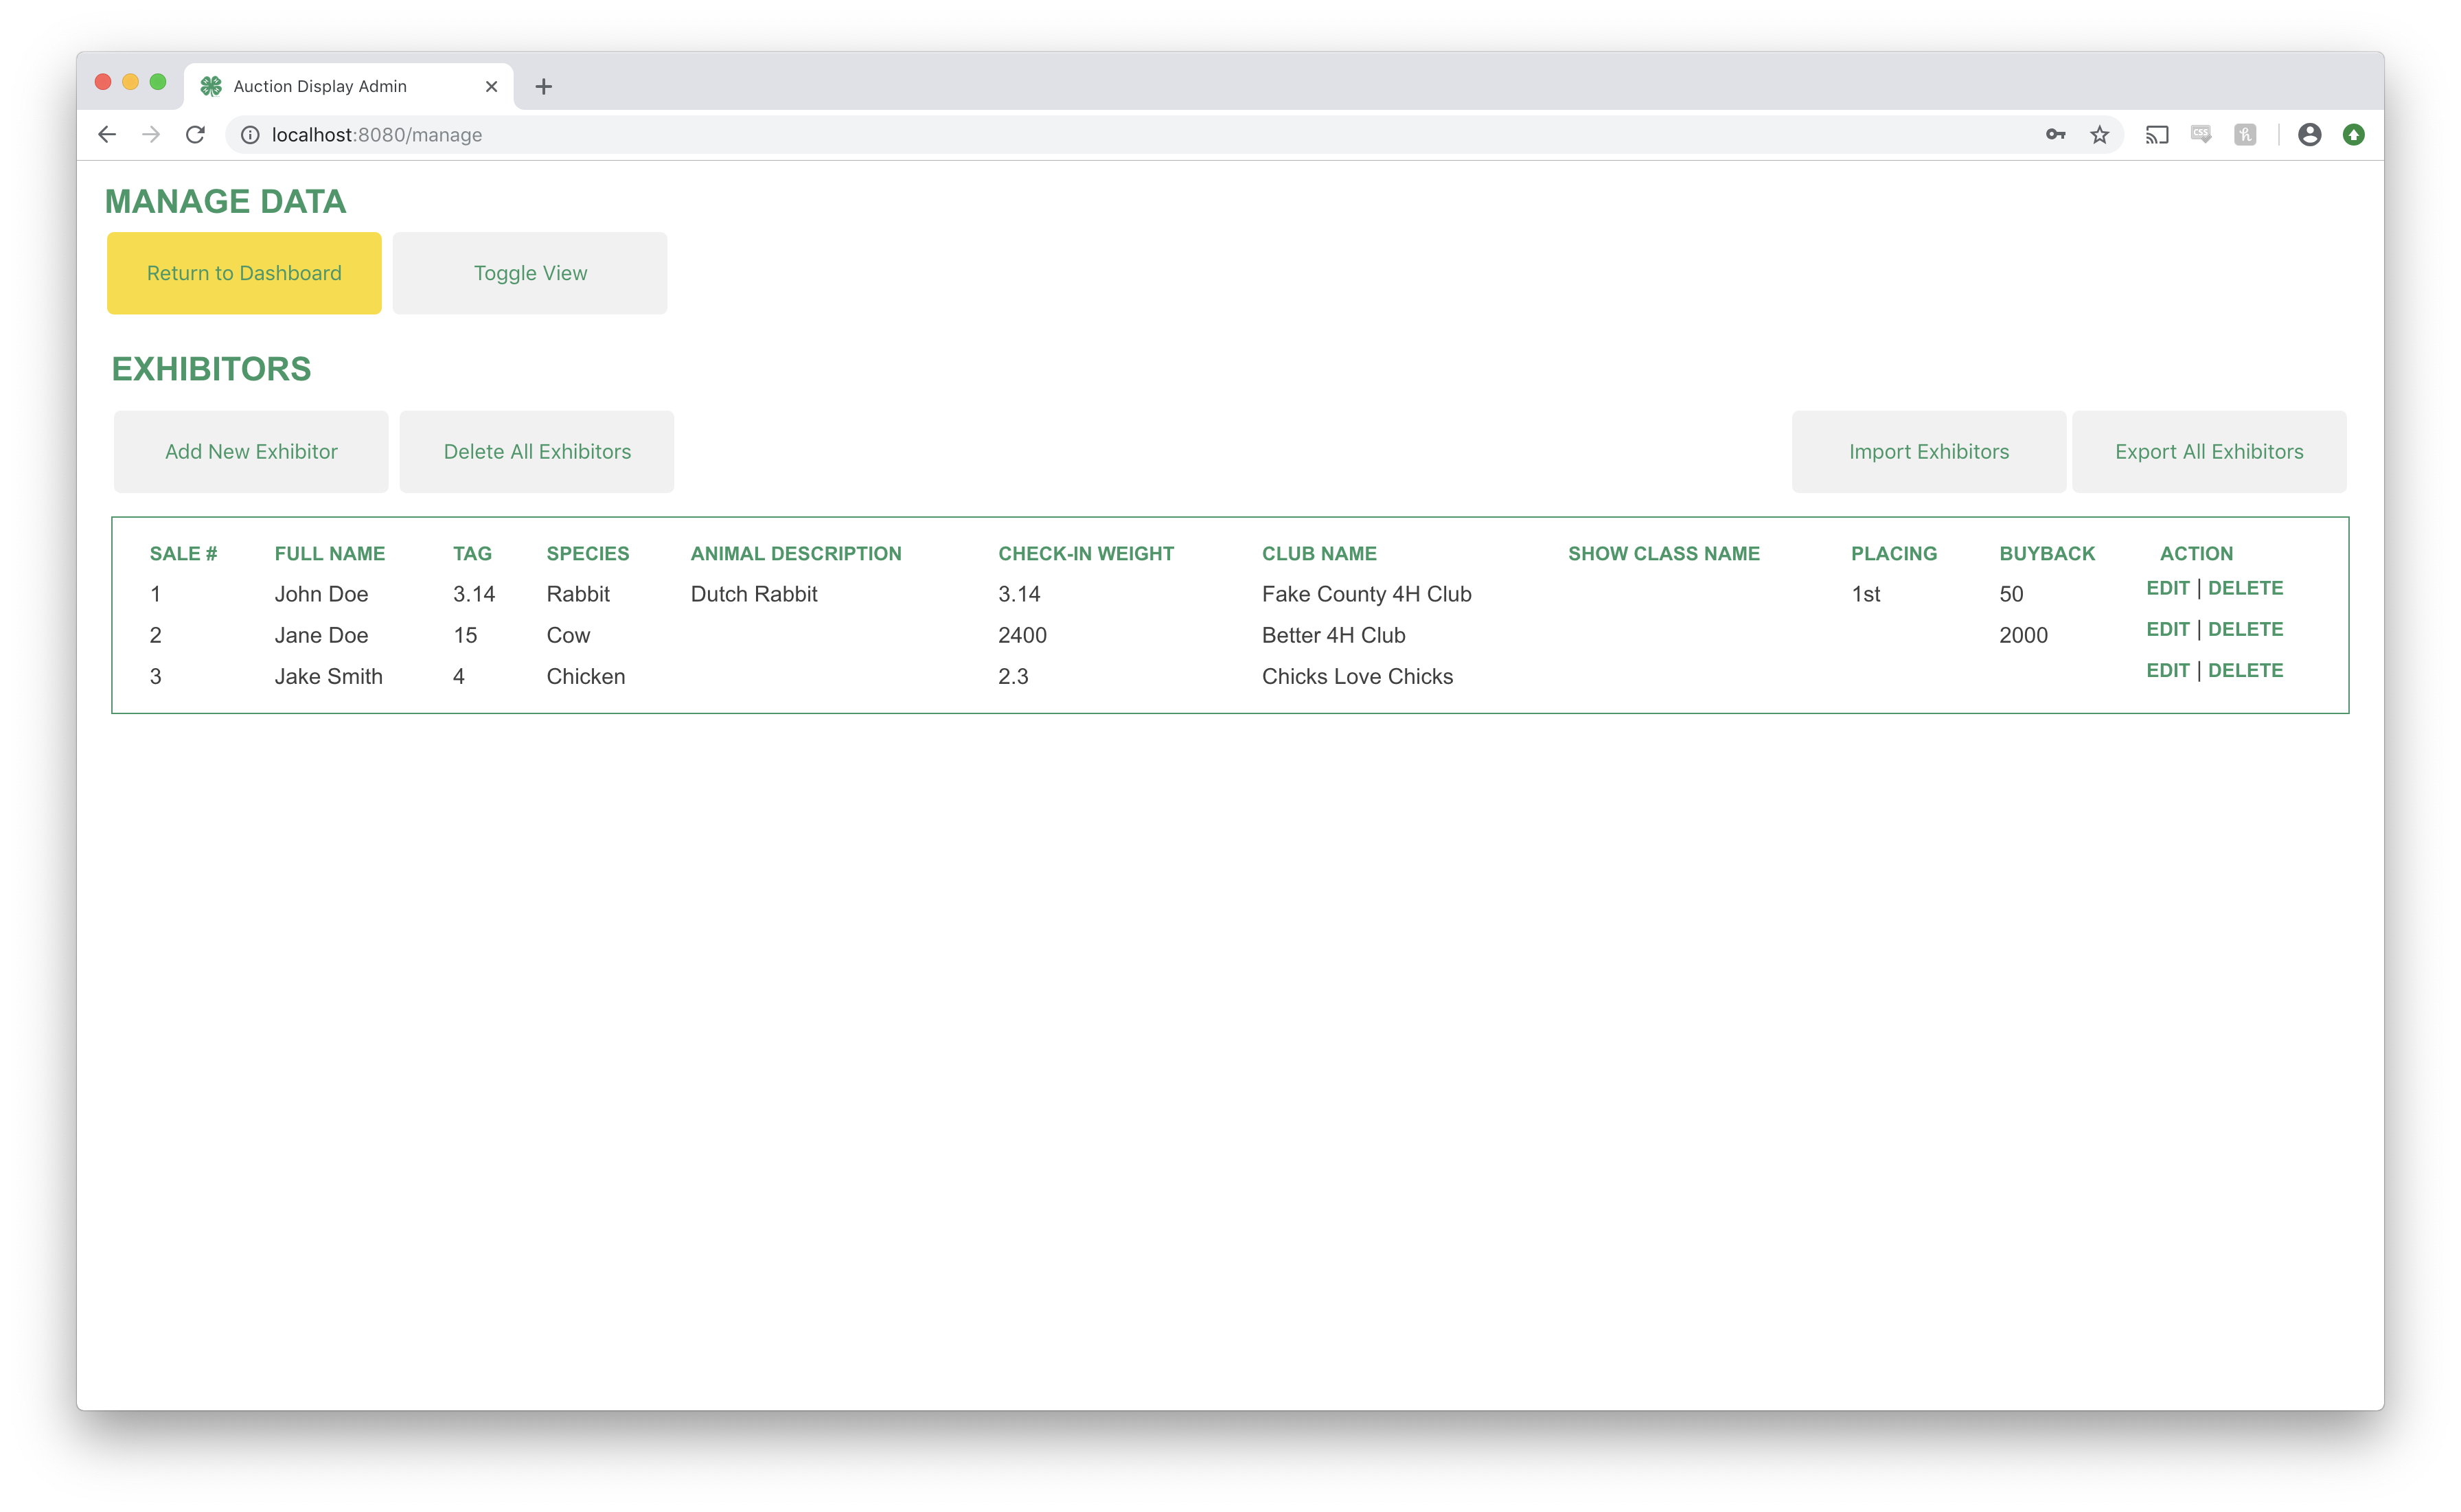 Auction Display Admin
localhost:8080/manage
CSS
MANAGE DATA
Return to Dashboard Toggle View
EXHIBITORS
Add New Exhibitor Delete All Exhibitors Import Exhibitors Export All Exhibitors
SALE # FULL NAME TAG SPECIES ANIMAL DESCRIPTION CHECK-IN WEIGHT CLUB NAME SHOW CLASS NAME PLACING BUYBACK ACTION
1 John Doe 3.14 Rabbit Dutch Rabbit 3.14 Fake County 4H Club 1st 50 EDIT | DELETE
2 Jane Doe 15 Cow 2400 Better 4H Club 2000 EDIT | DELETE
3 Jake Smith 4 Chicken 2.3 Chicks Love Chicks EDIT | DELETE